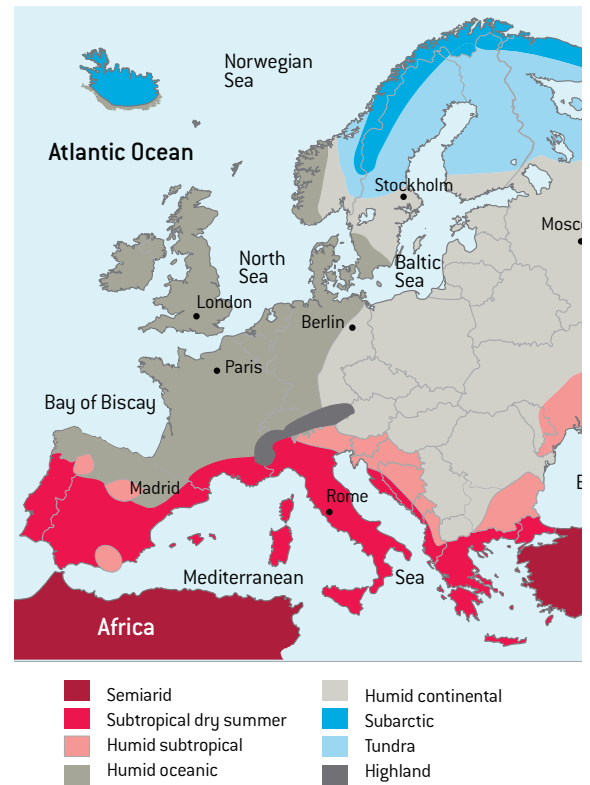 Norwegian
Sea
Atlantic Ocean
Stockholm
Mosc
North
Sea
Baltic
Sea
London
Berlin
Paris
Bay of Biscay
Madrid
Rome
E
Mediterranean
Sea
Africa
Semiarid
Subtropical dry summer
Humid subtropical
Humid oceanic
Humid continental
Subarctic
Tundra
Highland